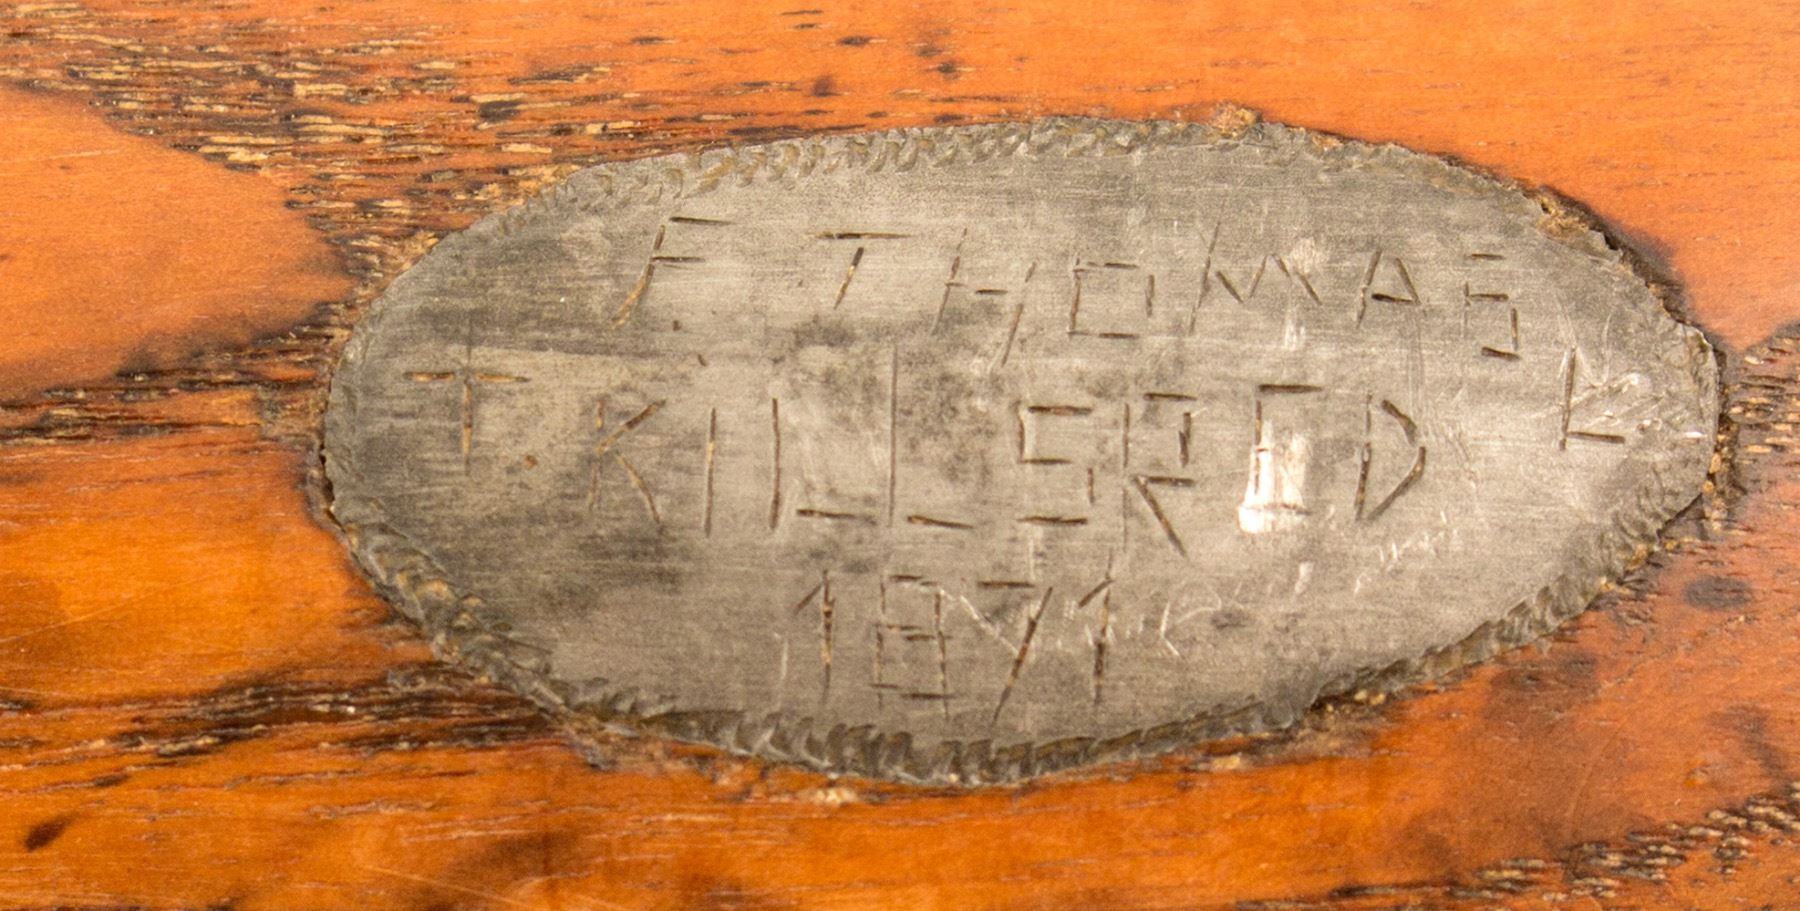 F THOMAS
† KILLSRED L
1871